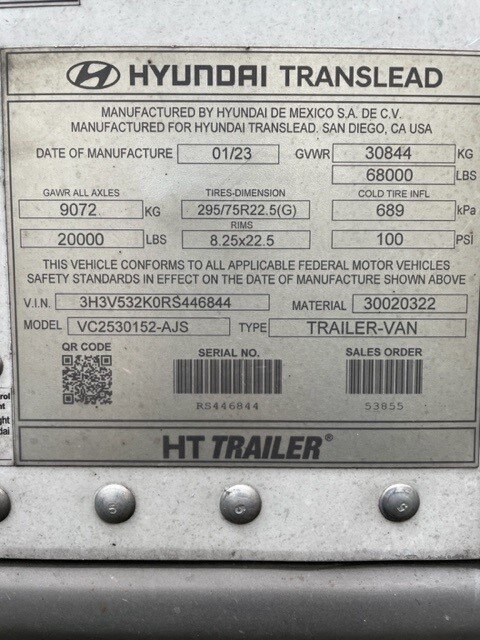 HYUNDAI TRANSLEAD
MANUFACTURED BY HYUNDAI DE MEXICO S.A. DE C.V.
MANUFACTURED FOR HYUNDAI TRANSLEAD, SAN DIEGO, CA USA
DATE OF MANUFACTURE 01/23 GVWR 30844 KG
68000 LBS
GAWR ALL AXLES TIRES-DIMENSION COLD TIRE INFL
9072 KG 295/75R22.5(G) 689 kPa
RIMS
20000 LBS 8.25x22.5 100 PSI
THIS VEHICLE CONFORMS TO ALL APPLICABLE FEDERAL MOTOR VEHICLES
SAFETY STANDARDS IN EFFECT ON THE DATE OF MANUFACTURE SHOWN ABOVE
V.I.N. 3H3V532K0RS446844 MATERIAL 30020322
MODEL VC2530152-AJS TYPE TRAILER-VAN
QR CODE SERIAL NO. SALES ORDER
RS446844 53855
HT TRAILER®